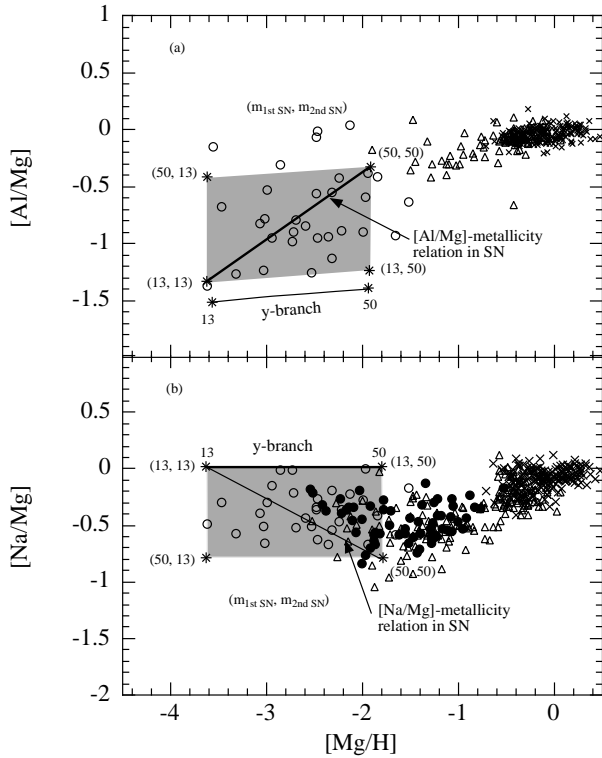 1
(a)
0.5
(m1st SN, m2nd SN)
0
(50, 13)
(50, 50)
-0.5
[Al/Mg]
[Al/Mg]-metallicity
relation in SN
-1
(13, 13)
(13, 50)
13
50
y-branch
-1.5
(b)
0.5
y-branch
13
50
(13, 13)
(13, 50)
0
[Na/Mg]
-0.5
(50, 13)
(50, 50)
-1
(m1st SN, m2nd SN)
[Na/Mg]-metallicity
relation in SN
-1.5
-2
-4
-3
-2
-1
0
[Mg/H]